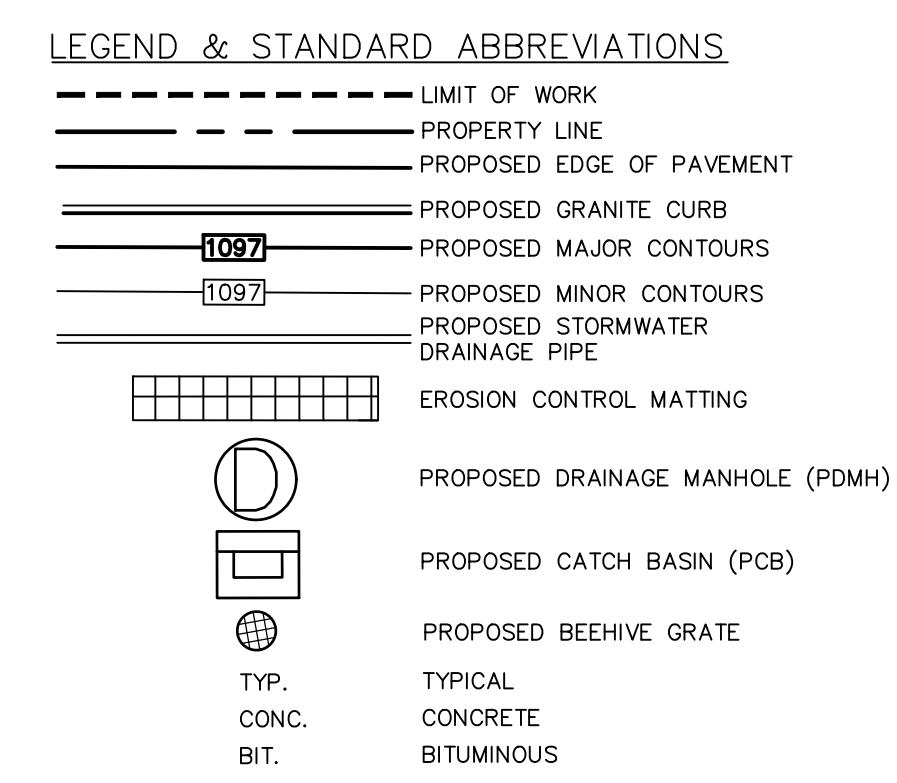 LEGEND & STANDARD ABBREVIATIONS
LIMIT OF WORK
PROPERTY LINE
PROPOSED EDGE OF PAVEMENT
PROPOSED GRANITE CURB
1097 PROPOSED MAJOR CONTOURS
1097 PROPOSED MINOR CONTOURS
PROPOSED STORMWATER
DRAINAGE PIPE
EROSION CONTROL MATTING
D PROPOSED DRAINAGE MANHOLE (PDMH)
PROPOSED CATCH BASIN (PCB)
PROPOSED BEEHIVE GRATE
TYP. TYPICAL
CONC. CONCRETE
BIT. BITUMINOUS